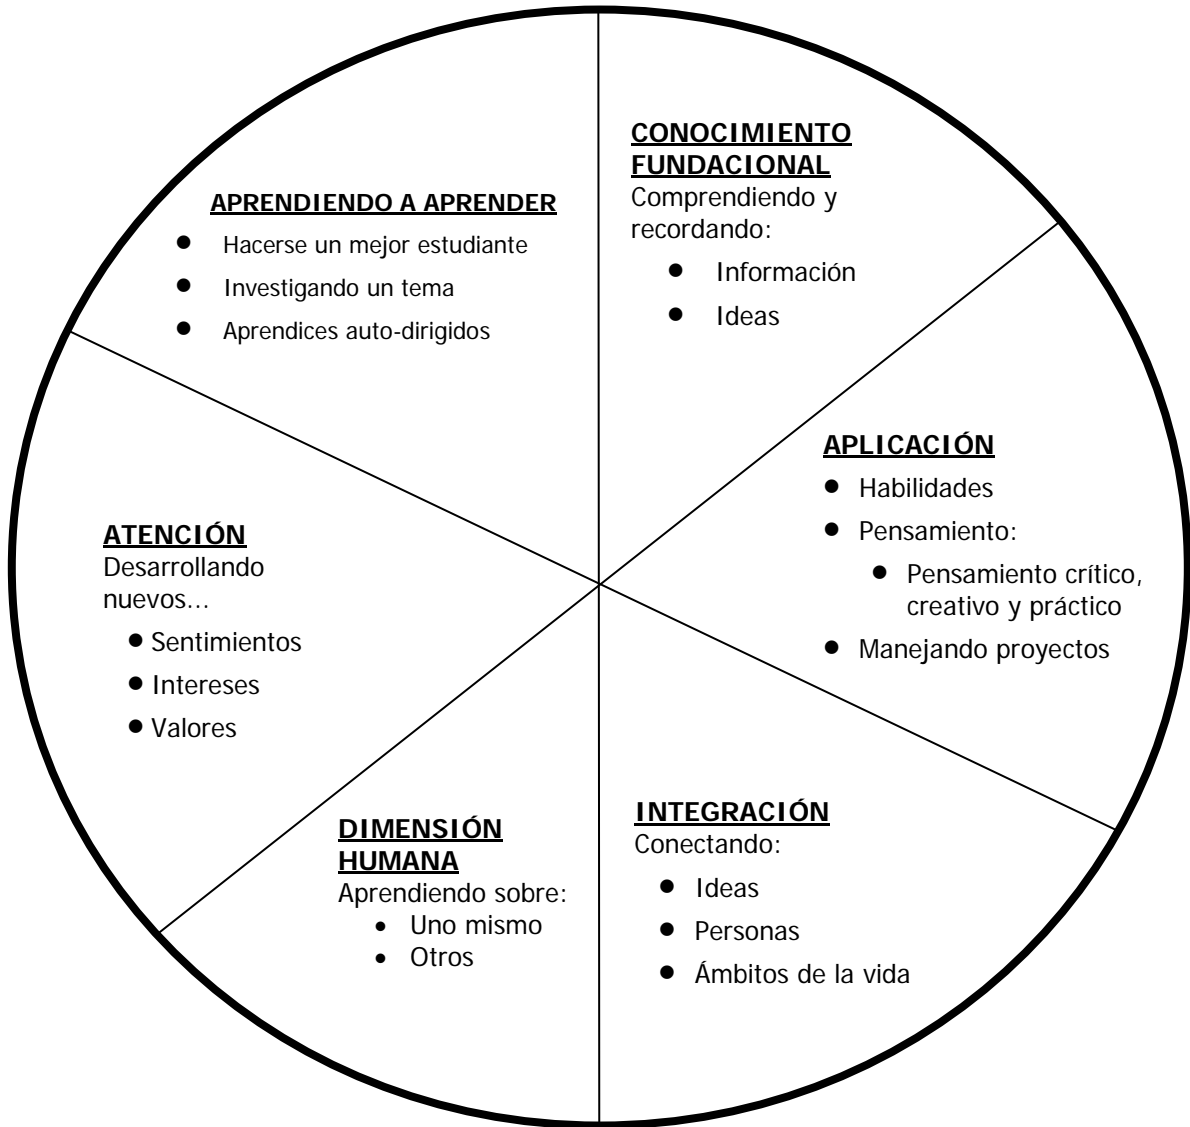 CONOCIMIENTO
FUNDACIONAL
Comprendiendo y
recordando:
● Información
● Ideas
APLICACIÓN
● Habilidades
● Pensamiento:
● Pensamiento crítico,
creativo y práctico
● Manejando proyectos
INTEGRACIÓN
Conectando:
● Ideas
● Personas
● Ámbitos de la vida
DIMENSIÓN
HUMANA
Aprendiendo sobre:
• Uno mismo
• Otros
ATENCIÓN
Desarrollando
nuevos...
● Sentimientos
● Intereses
● Valores
APRENDIENDO A APRENDER
● Hacerse un mejor estudiante
● Investigando un tema
● Aprendices auto-dirigidos